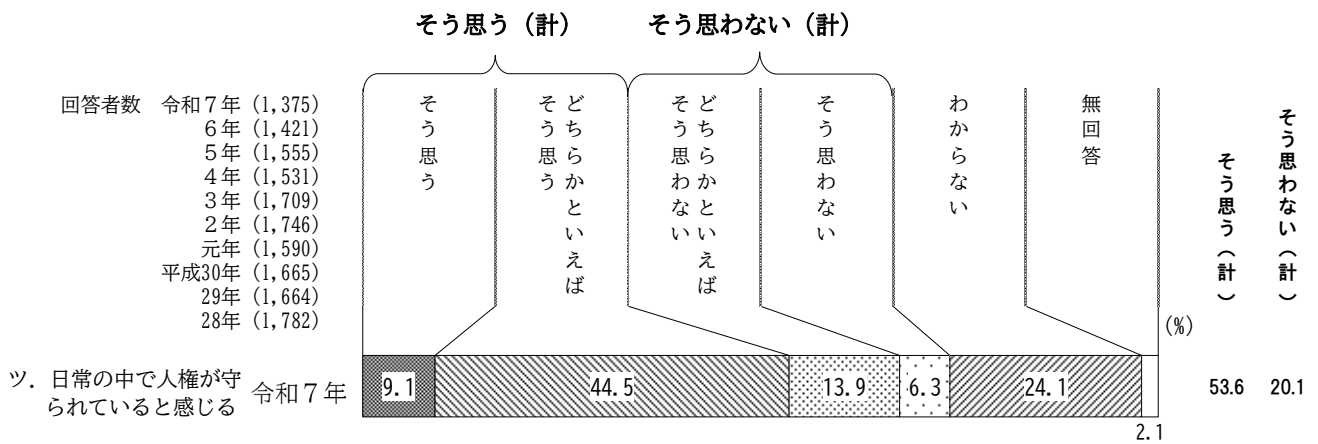 そう思う（計）　そう思わない（計）
回答者数　令和７年（1,375）
６年（1,421）
５年（1,555）
４年（1,531）
３年（1,709）
２年（1,746）
元年（1,590）
平成30年（1,665）
29年（1,664）
28年（1,782）
そう思う
どちらかといえば
そう思う
どちらかといえば
そう思わない
そう思わない
わからない
無回答
(%)
そう思う（計）
そう思わない（計）
ツ．日常の中で人権が守
られていると感じる
令和７年
9.1 44.5 13.9 6.3 24.1
2.1
53.6 20.1